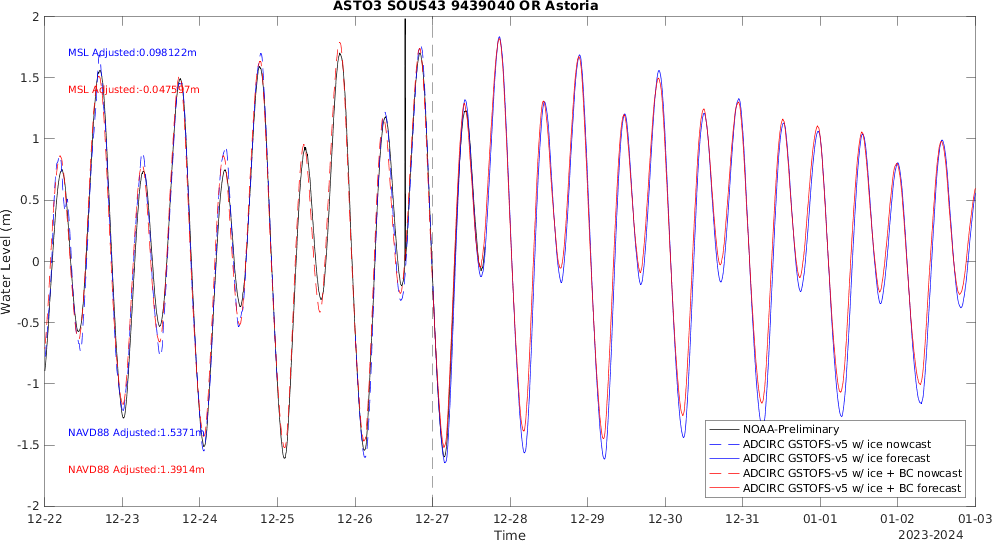 ASTO3 SOUS43 9439040 OR Astoria
2
1.5
1
0.5
0
-0.5
-1
-1.5
-2
Water Level (m)
MSL Adjusted:0.098122m
MSL Adjusted:-0.047597m
NAVD88 Adjusted:1.5371m
NAVD88 Adjusted:1.3914m
NOAA-Preliminary
ADCIRC GSTOFS-v5 w/ ice nowcast
ADCIRC GSTOFS-v5 w/ ice forecast
ADCIRC GSTOFS-v5 w/ ice + BC nowcast
ADCIRC GSTOFS-v5 w/ ice + BC forecast
12-22 12-23 12-24 12-25 12-26 12-27 12-28 12-29 12-30 12-31 01-01 01-02 01-03
Time
2023-2024